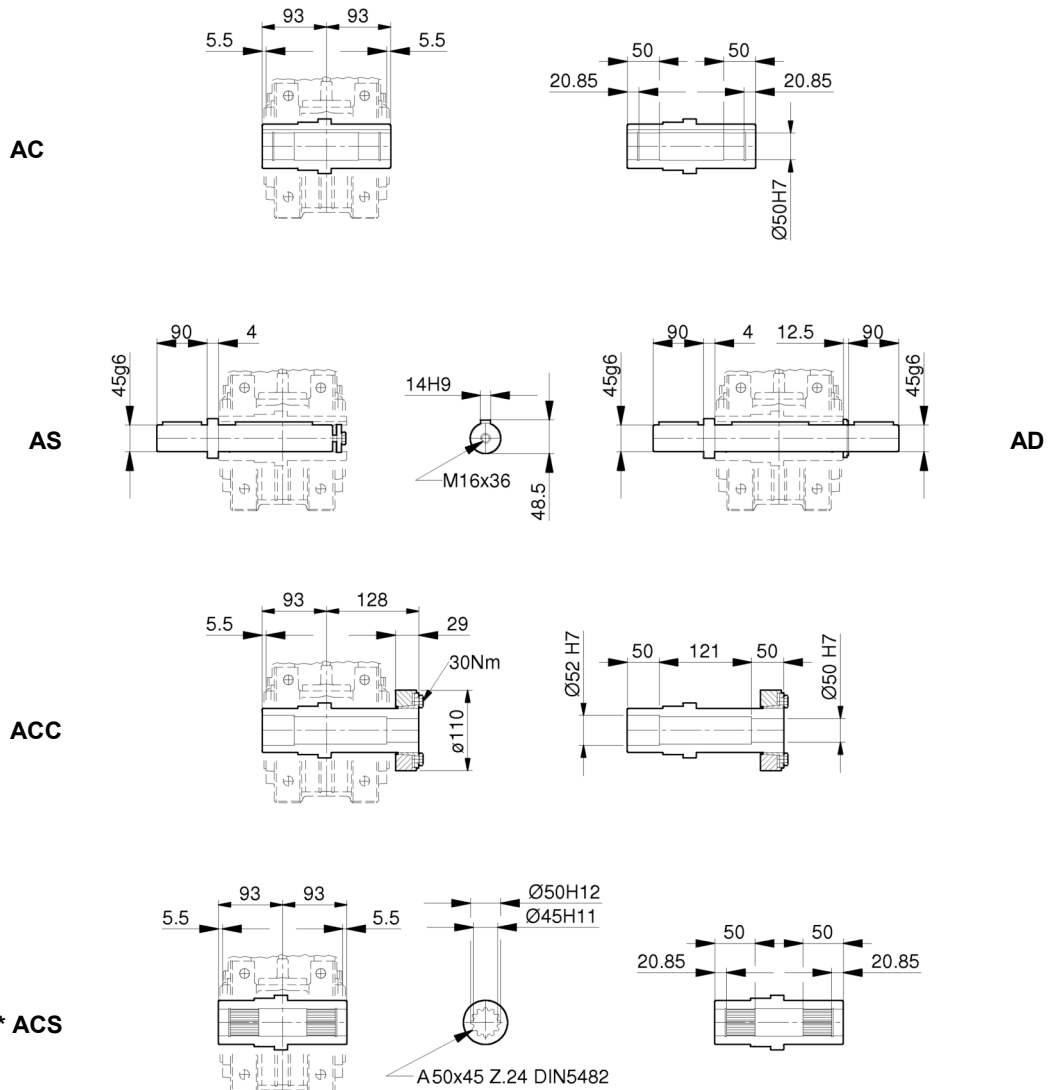 93 93
5.5 5.5
50 50
20.85 20.85
AC
Ø50H7
90 4
90 4 12.5 90
45g6
14H9
45g6
45g6
AS
AD
M16x36
48.5
93 128
5.5 29
30Nm
50 121 50
Ø52 H7
Ø50 H7
ACC
ø110
Ø50H12
93 93
Ø45H11
5.5 5.5
50 50
20.85 20.85
* ACS
A50x45 Z.24 DIN5482